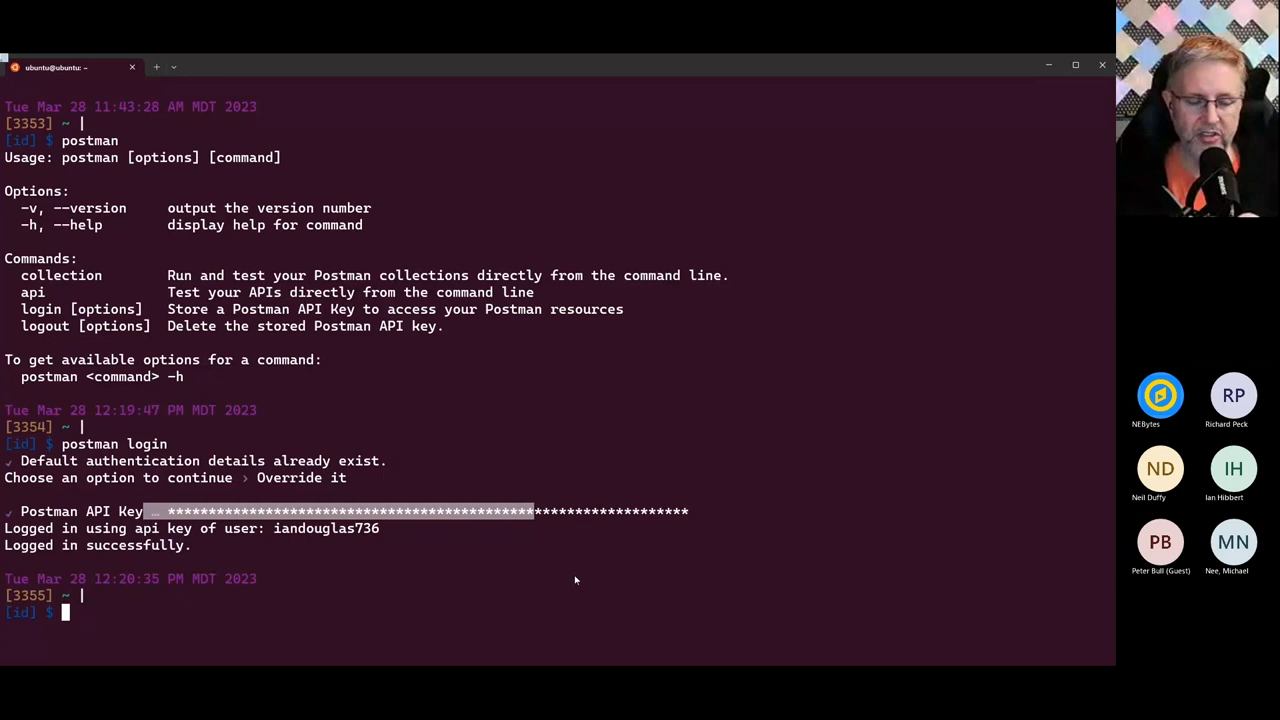 ubuntu@ubuntu: ~
Tue Mar 28 11:43:28 AM MDT 2023
[3353] ~ |
[id] $ postman
Usage: postman [options] [command]
Options:
-v, --version output the version number
-h, --help display help for command
Commands:
collection Run and test your Postman collections directly from the command line.
api Test your APIs directly from the command line
login [options] Store a Postman API Key to access your Postman resources
logout [options] Delete the stored Postman API key.
To get available options for a command:
postman <command> -h
Tue Mar 28 12:19:47 PM MDT 2023
[3354] ~ |
[id] $ postman login
✓ Default authentication details already exist.
Choose an option to continue › Override it
✓ Postman API Key … ****************************************************************
Logged in using api key of user: iandouglas736
Logged in successfully.
Tue Mar 28 12:20:35 PM MDT 2023
[3355] ~ |
[id] $
NEBytes
RP
Richard Peck
ND
Neil Duffy
IH
Ian Hibbert
PB
Peter Bull (Guest)
MN
Nee, Michael